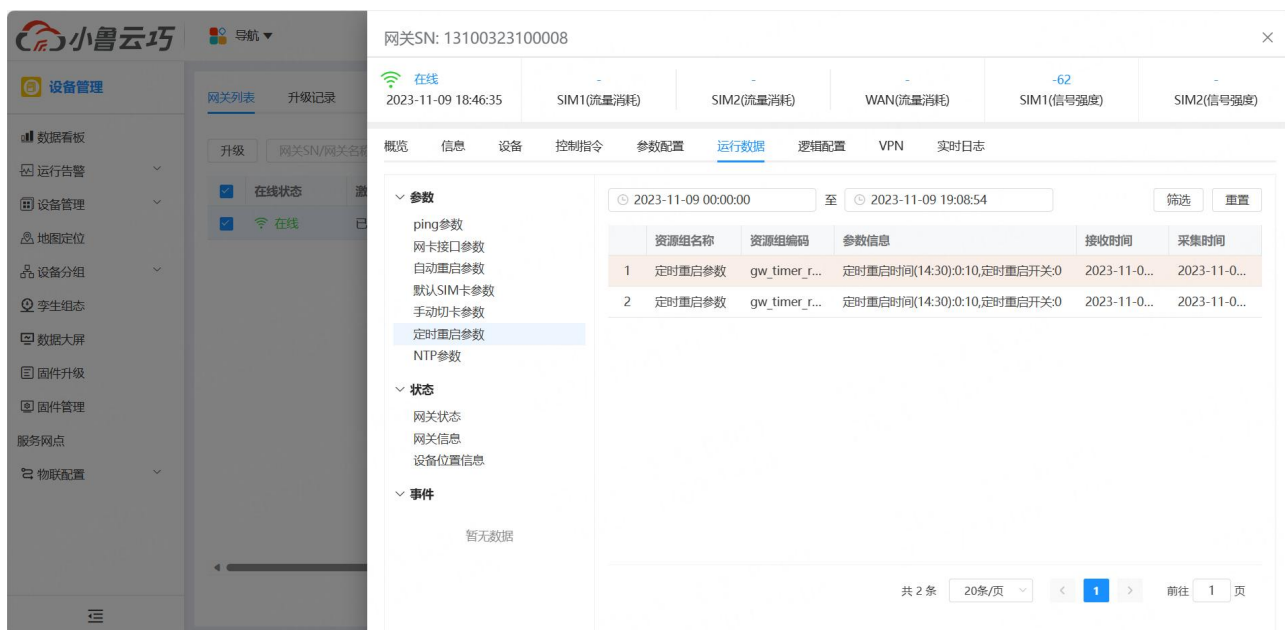 小鲁云巧
导航
网关SN: 13100323100008
设备管理
网关列表 升级记录
在线
2023-11-09 18:46:35
-
SIM1(流量消耗)
-
SIM2(流量消耗)
-
WAN(流量消耗)
-62
SIM1(信号强度)
-
SIM2(信号强度)
数据看板
运行告警
设备管理
地图定位
设备分组
孪生组态
数据大屏
固件升级
固件管理
服务网点
物联配置
升级 网关SN/网关名称
在线状态 激
在线 已
概览 信息 设备 控制指令 参数配置 运行数据 逻辑配置 VPN 实时日志
参数
ping参数
网卡接口参数
自动重启参数
默认SIM卡参数
手动切卡参数
定时重启参数
NTP参数
状态
网关状态
网关信息
设备位置信息
事件
暂无数据
2023-11-09 00:00:00 至 2023-11-09 19:08:54 筛选 重置
资源组名称 资源组编码 参数信息 接收时间 采集时间
1 定时重启参数 gw_timer_r... 定时重启时间(14:30):0:10,定时重启开关:0 2023-11-0... 2023-11-0...
2 定时重启参数 gw_timer_r... 定时重启时间(14:30):0:10,定时重启开关:0 2023-11-0... 2023-11-0...
共 2 条 20条/页 1 前往 1 页